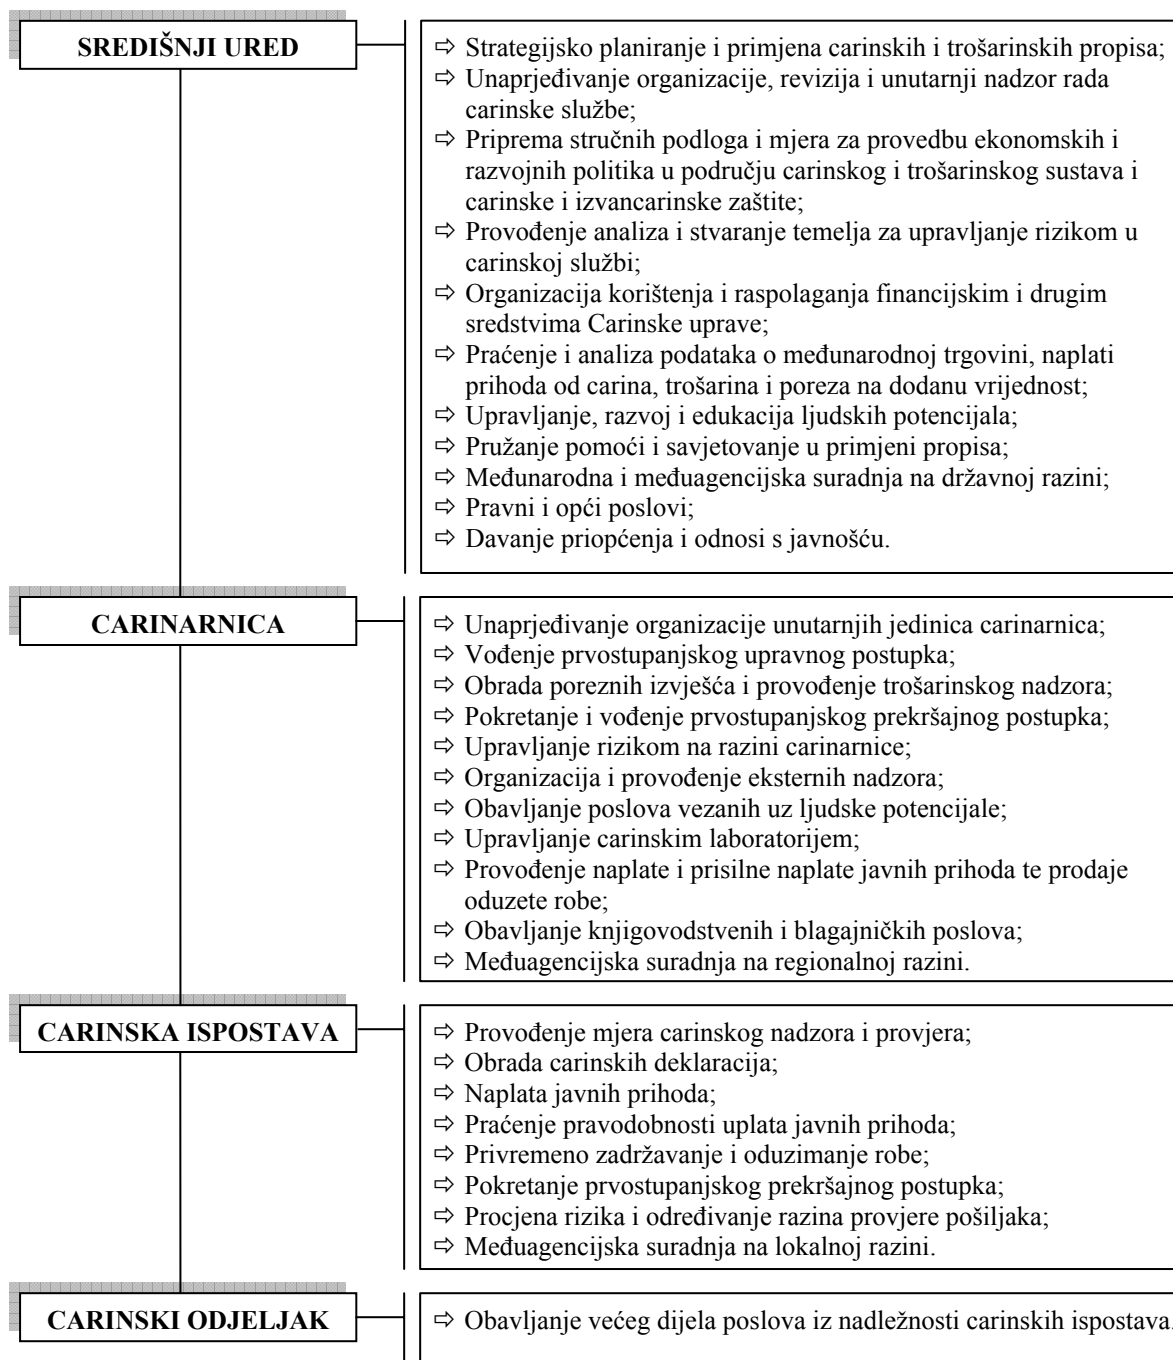 SREDIŠNJI URED
⇨ Strategijsko planiranje i primjena carinskih i trošarinskih propisa;
⇨ Unaprjeđivanje organizacije, revizija i unutarnji nadzor rada
carinske službe;
⇨ Priprema stručnih podloga i mjera za provedbu ekonomskih i
razvojnih politika u području carinskog i trošarinskog sustava i
carinske i izvancarinske zaštite;
⇨ Provođenje analiza i stvaranje temelja za upravljanje rizikom u
carinskoj službi;
⇨ Organizacija korištenja i raspolaganja financijskim i drugim
sredstvima Carinske uprave;
⇨ Praćenje i analiza podataka o međunarodnoj trgovini, naplati
prihoda od carina, trošarina i poreza na dodanu vrijednost;
⇨ Upravljanje, razvoj i edukacija ljudskih potencijala;
⇨ Pružanje pomoći i savjetovanje u primjeni propisa;
⇨ Međunarodna i međuagencijska suradnja na državnoj razini;
⇨ Pravni i opći poslovi;
⇨ Davanje priopćenja i odnosi s javnošću.
CARINARNICA
⇨ Unaprjeđivanje organizacije unutarnjih jedinica carinarnica;
⇨ Vođenje prvostupanjskog upravnog postupka;
⇨ Obrada poreznih izvješća i provođenje trošarinskog nadzora;
⇨ Pokretanje i vođenje prvostupanjskog prekršajnog postupka;
⇨ Upravljanje rizikom na razini carinarnice;
⇨ Organizacija i provođenje eksternih nadzora;
⇨ Obavljanje poslova vezanih uz ljudske potencijale;
⇨ Upravljanje carinskim laboratorijem;
⇨ Provođenje naplate i prisilne naplate javnih prihoda te prodaje
oduzete robe;
⇨ Obavljanje knjigovodstvenih i blagajničkih poslova;
⇨ Međuagencijska suradnja na regionalnoj razini.
CARINSKA ISPOSTAVA
⇨ Provođenje mjera carinskog nadzora i provjera;
⇨ Obrada carinskih deklaracija;
⇨ Naplata javnih prihoda;
⇨ Praćenje pravodobnosti uplata javnih prihoda;
⇨ Privremeno zadržavanje i oduzimanje robe;
⇨ Pokretanje prvostupanjskog prekršajnog postupka;
⇨ Procjena rizika i određivanje razina provjere pošiljaka;
⇨ Međuagencijska suradnja na lokalnoj razini.
CARINSKI ODJELJAK
⇨ Obavljanje većeg dijela poslova iz nadležnosti carinskih ispostava.